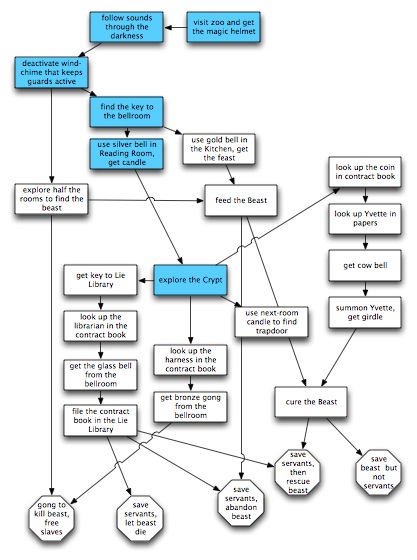 follow sounds
through the
darkness
visit zoo and get
the magic helmet
deactivate wind-
chime that keeps
guards active
find the key to
the bellroom
use silver bell in
Reading Room,
get candle
use gold bell in
the Kitchen, get
the feast
look up the coin
in contract book
explore half the
rooms to find the
beast
feed the Beast
look up Yvette in
papers
get cow bell
get key to Lie
Library
explore the Crypt
look up the
librarian in the
contract book
use next-room
candle to find
trapdoor
summon Yvette,
get girdle
look up the
harness in the
contract book
get the glass bell
from the
bellroom
get bronze gong
from the
bellroom
cure the Beast
file the contract
book in the Lie
Library
save
servants,
then
rescue
beast
save
beast but
not
servants
gong to
kill beast,
free
slaves
save
servants,
let beast
die
save
servants,
abandon
beast